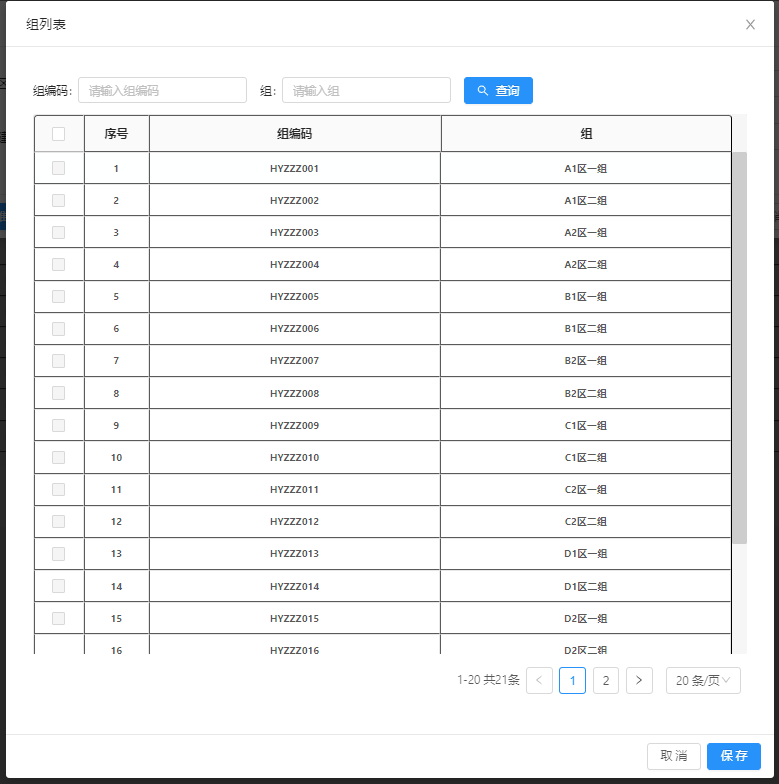 组列表
组编码: 请输入组编码 组: 请输入组 查询
序号 组编码 组
1 HYZZZ001 A1区一组
2 HYZZZ002 A1区二组
3 HYZZZ003 A2区一组
4 HYZZZ004 A2区二组
5 HYZZZ005 B1区一组
6 HYZZZ006 B1区二组
7 HYZZZ007 B2区一组
8 HYZZZ008 B2区二组
9 HYZZZ009 C1区一组
10 HYZZZ010 C1区二组
11 HYZZZ011 C2区一组
12 HYZZZ012 C2区二组
13 HYZZZ013 D1区一组
14 HYZZZ014 D1区二组
15 HYZZZ015 D2区一组
16 HYZZZ016 D2区二组
1-20 共21条 1 2 20 条/页
取消 保存